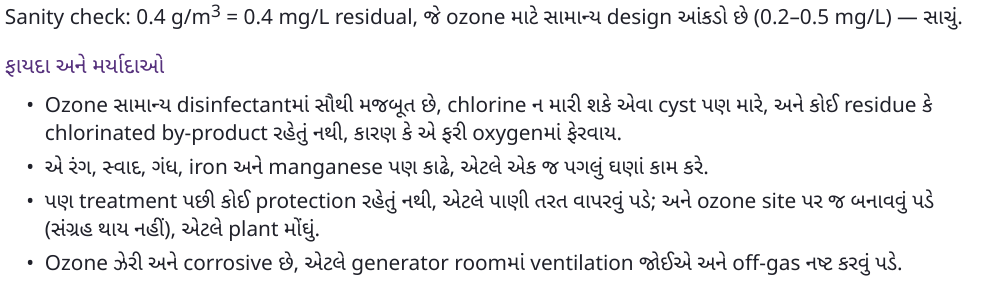 Sanity check: 0.4 g/m³ = 0.4 mg/L residual, જે ozone માટે સામાન્ય design આંકડો છે (0.2–0.5 mg/L) — સાચું.
ફાયદા અને મર્યાદાઓ
• Ozone સામાન્ય disinfectantમાં સૌથી મજબૂત છે, chlorine ન મારી શકે એવા cyst પણ મારે, અને કોઈ residue કે
chlorinated by-product રહેતું નથી, કારણ કે એ ફરી oxygenમાં ફેરવાય.
• એ રંગ, સ્વાદ, ગંધ, iron અને manganese પણ કાઢે, એટલે એક જ પગલું ઘણાં કામ કરે.
• પણ treatment પછી કોઈ protection રહેતું નથી, એટલે પાણી તરત વાપરવું પડે; અને ozone site પર જ બનાવવું પડે
(સંગ્રહ થાય નહીં), એટલે plant મોંઘું.
• Ozone ઝેરી અને corrosive છે, એટલે generator roomમાં ventilation જોઈએ અને off-gas નષ્ટ કરવું પડે.